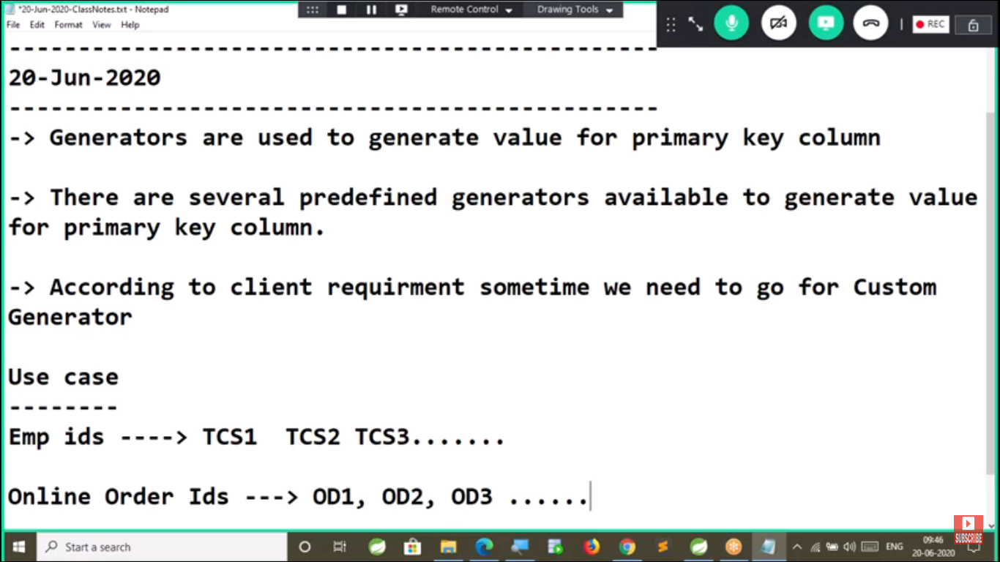 *20-Jun-2020-ClassNotes.txt - Notepad
Remote Control
Drawing Tools
REC
File Edit Format View Help
-----------------------------------------------
20-Jun-2020
-----------------------------------------------
-> Generators are used to generate value for primary key column
-> There are several predefined generators available to generate value
for primary key column.
-> According to client requirment sometime we need to go for Custom
Generator
Use case
--------
Emp ids ----> TCS1  TCS2 TCS3.......
Online Order Ids ---> OD1, OD2, OD3 ......
SUBSCRIBE
Start a search
ENG
09:46
20-06-2020